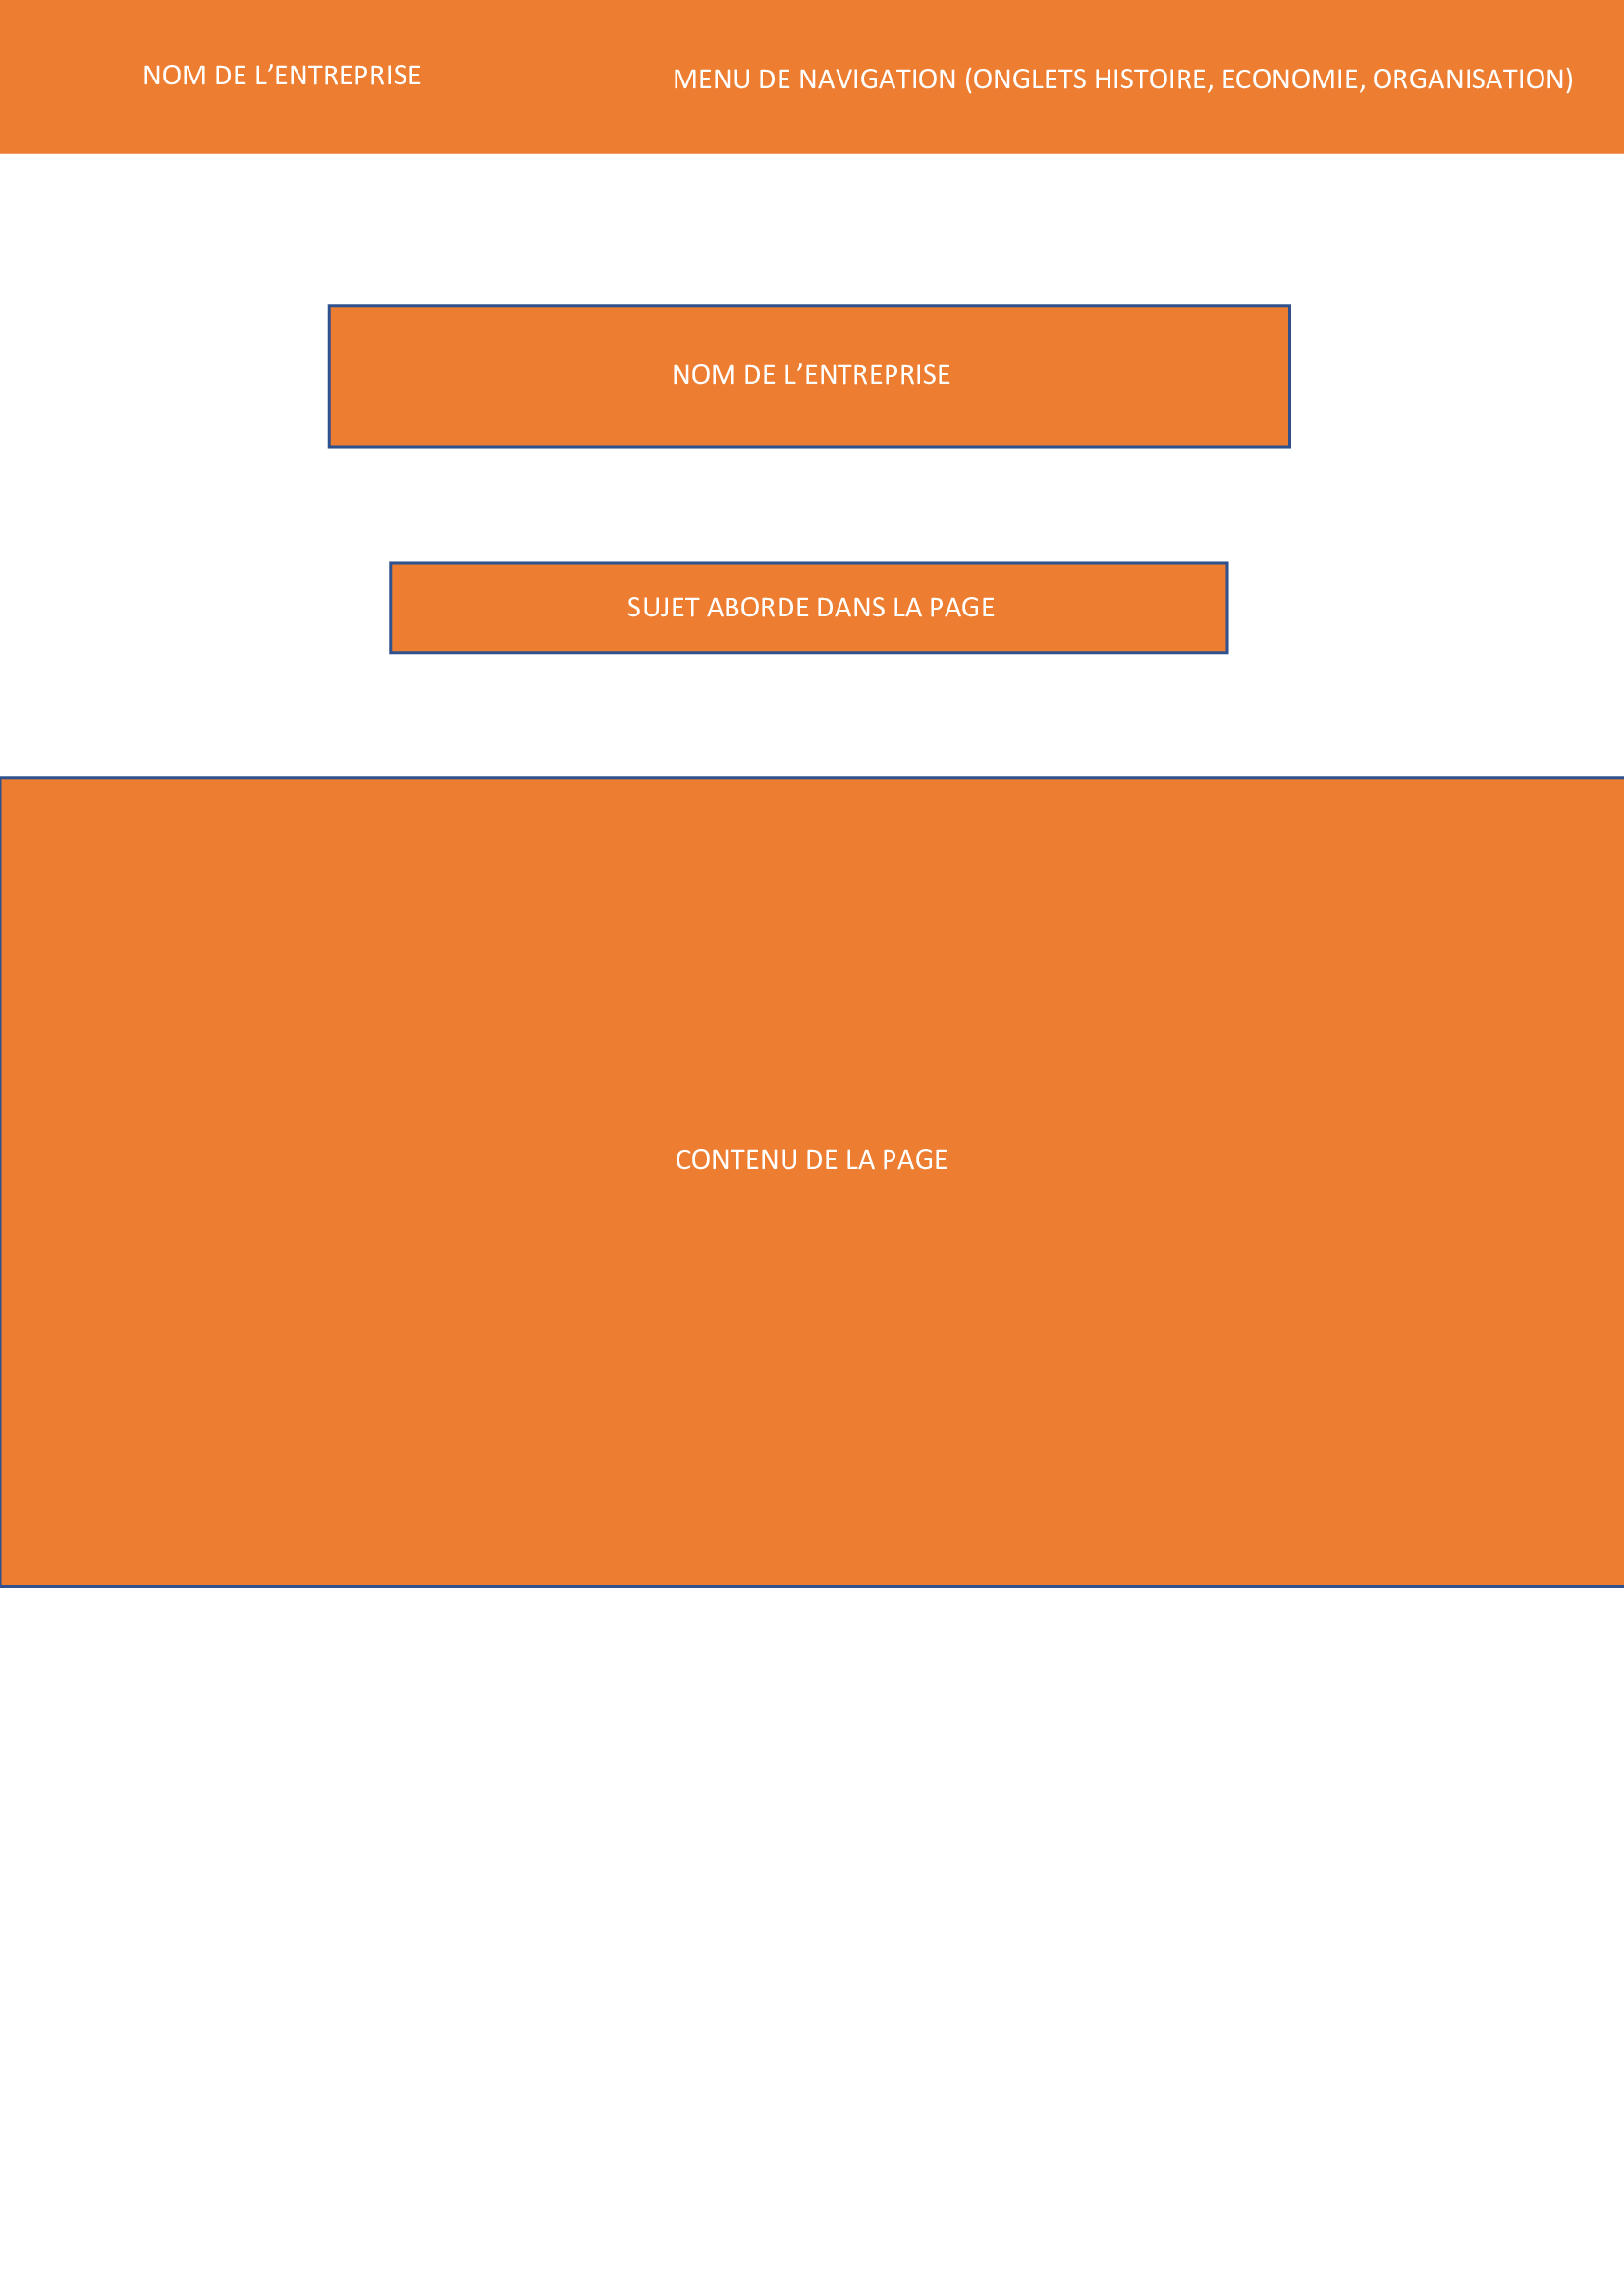 NOM DE L’ENTREPRISE
MENU DE NAVIGATION (ONGLETS HISTOIRE, ECONOMIE, ORGANISATION)
NOM DE L’ENTREPRISE
SUJET ABORDE DANS LA PAGE
CONTENU DE LA PAGE